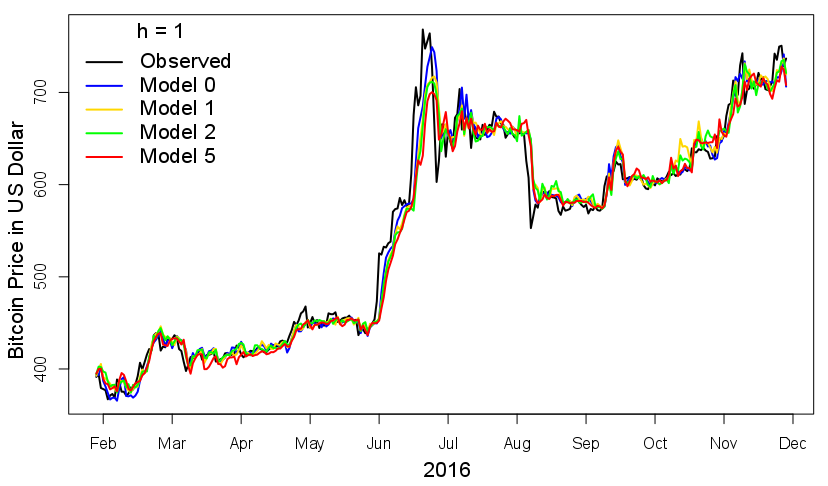 h = 1
Observed
Model 0
Model 1
Model 2
Model 5
Bitcoin Price in US Dollar
700
600
500
400
Feb Mar Apr May Jun Jul Aug Sep Oct Nov Dec
2016